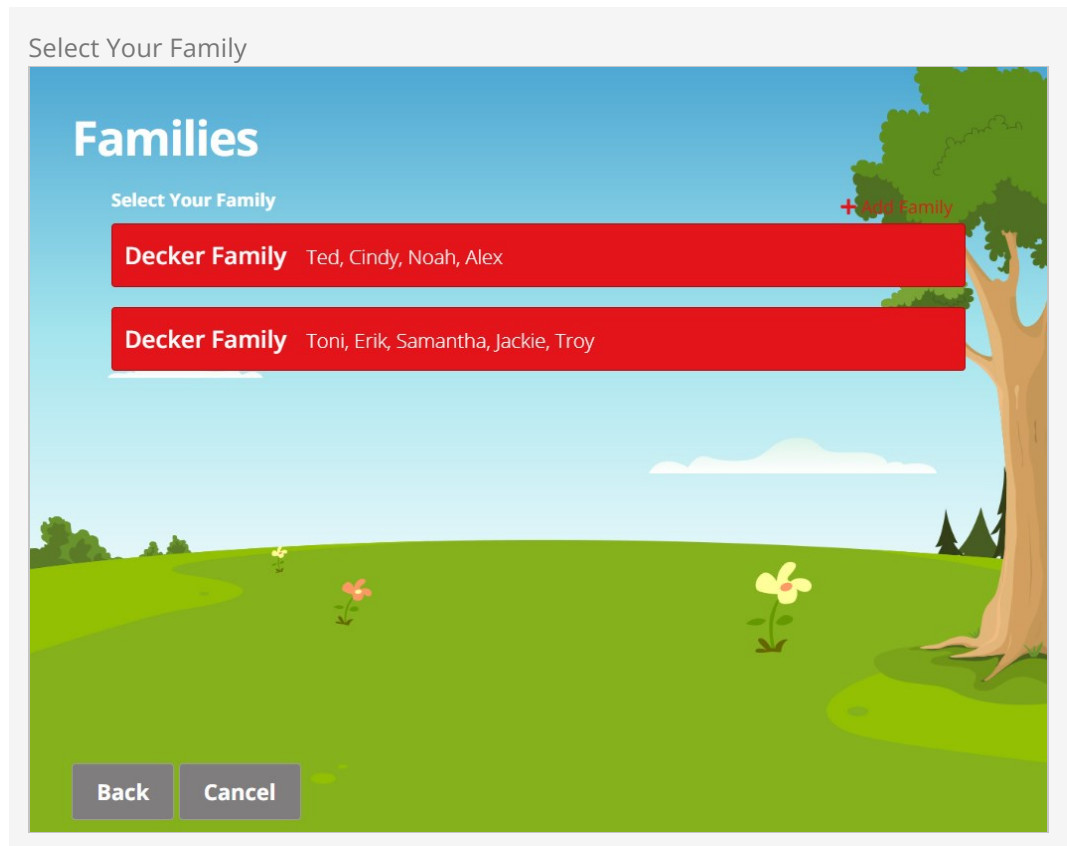 Select Your Family
Families
Select Your Family
+ Add Family
Decker Family Ted, Cindy, Noah, Alex
Decker Family Toni, Erik, Samantha, Jackie, Troy
Back Cancel